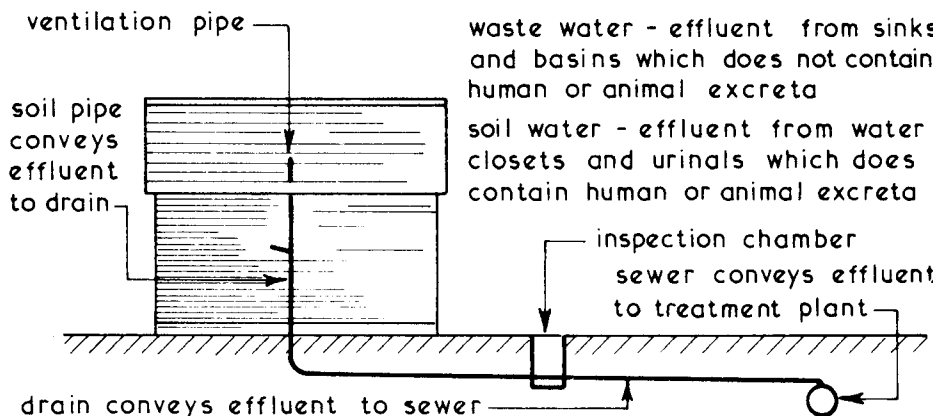 ventilation pipe
soil pipe
conveys
effluent
to drain
waste water - effluent from sinks
and basins which does not contain
human or animal excreta
soil water - effluent from water
closets and urinals which does
contain human or animal excreta
inspection chamber
sewer conveys effluent
to treatment plant
drain conveys effluent to sewer